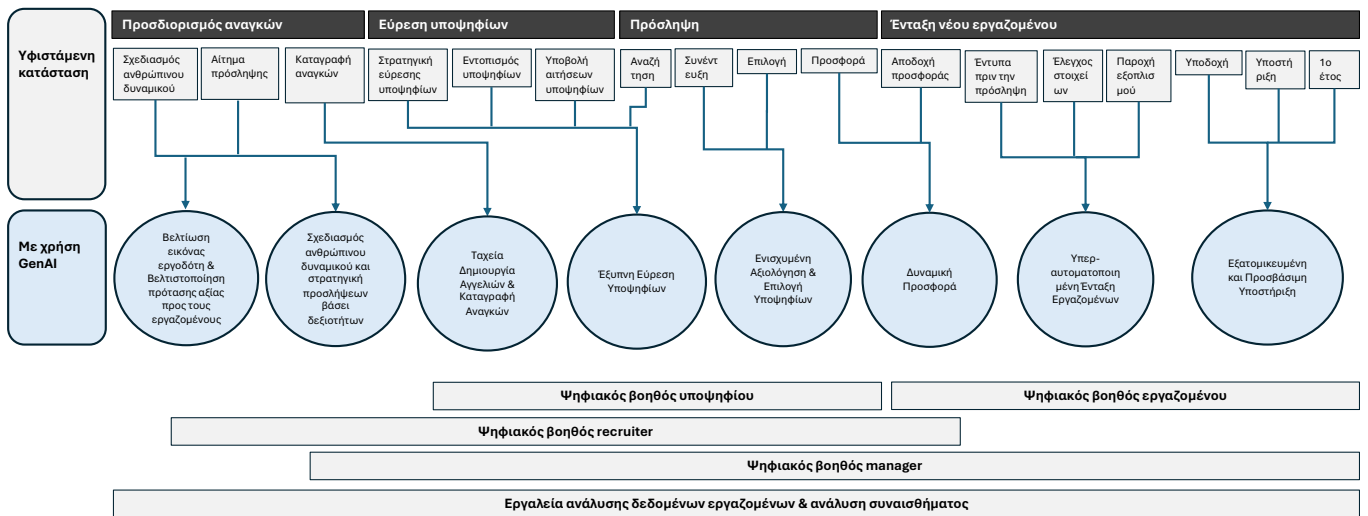 Προσδιορισμός αναγκών
Εύρεση υποψηφίων
Πρόσληψη
Ένταξη νέου εργαζομένου
Υφιστάμενη
κατάσταση
Σχεδιασμός
ανθρώπινου
δυναμικού
Αίτημα
πρόσληψης
Καταγραφή
αναγκών
Στρατηγική
εύρεσης
υποψηφίων
Εντοπισμός
υποψηφίων
Υποβολή
αιτήσεων
υποψηφίων
Αναζή
τηση
Συνέντ
ευξη
Επιλογή
Προσφορά
Αποδοχή
προσφοράς
Έντυπα
πριν την
πρόσληψη
Έλεγχος
στοιχεί
ων
Παροχή
εξοπλισ
μού
Υποδοχή
Υποστή
ριξη
1ο
έτος
Με χρήση
GenAI
Βελτίωση
εικόνας
εργοδότη &
Βελτιστοποίηση
πρότασης αξίας
προς τους
εργαζομένους
Σχεδιασμός
ανθρώπινου
δυναμικού και
στρατηγική
προσλήψεων
βάσει
δεξιοτήτων
Ταχεία
Δημιουργία
Αγγελιών &
Καταγραφή
Αναγκών
Έξυπνη Εύρεση
Υποψηφίων
Ενισχυμένη
Αξιολόγηση &
Επιλογή
Υποψηφίων
Δυναμική
Προσφορά
Υπερ-
αυτοματοποιη
μένη Ένταξη
Εργαζομένων
Εξατομικευμένη
και Προσβάσιμη
Υποστήριξη
Ψηφιακός βοηθός υποψηφίου
Ψηφιακός βοηθός εργαζομένου
Ψηφιακός βοηθός recruiter
Ψηφιακός βοηθός manager
Εργαλεία ανάλυσης δεδομένων εργαζομένων & ανάλυση συναισθήματος